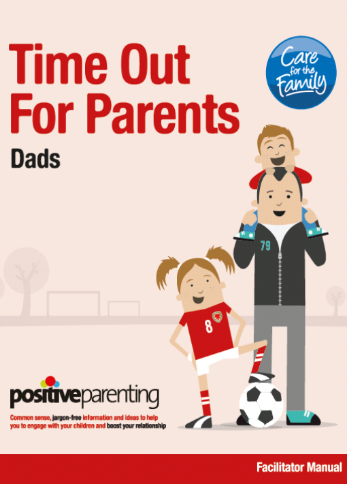 Time Out
For Parents
Dads
Care
for the
Family
79
8
positiveparenting
Common sense, jargon-free information and ideas to help
you to engage with your children and boost your relationship
Facilitator Manual